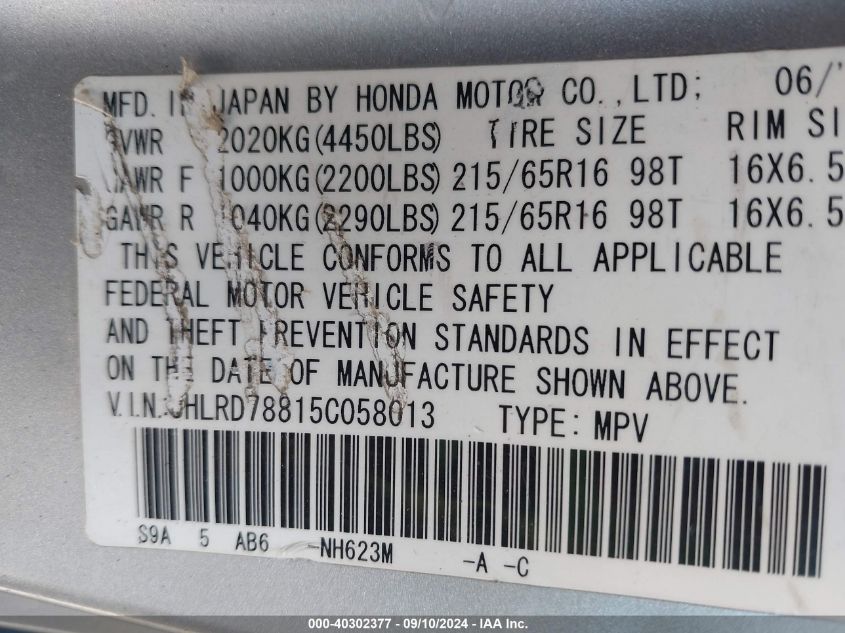 MFD. IN JAPAN BY HONDA MOTOR CO.,LTD; 06/
GVWR 2020KG(4450LBS) TIRE SIZE RIM SI
GAWR F 1000KG(2200LBS) 215/65R16 98T 16X6.5
GAWR R 1040KG(2290LBS) 215/65R16 98T 16X6.5
THIS VEHICLE CONFORMS TO ALL APPLICABLE
FEDERAL MOTOR VEHICLE SAFETY
AND THEFT PREVENTION STANDARDS IN EFFECT
ON THE DATE OF MANUFACTURE SHOWN ABOVE.
V.I.N.:JHLRD78815C058013 TYPE: MPV
S9A 5 AB6 -NH623M -A -C
000-40302377 - 09/10/2024 - IAA Inc.